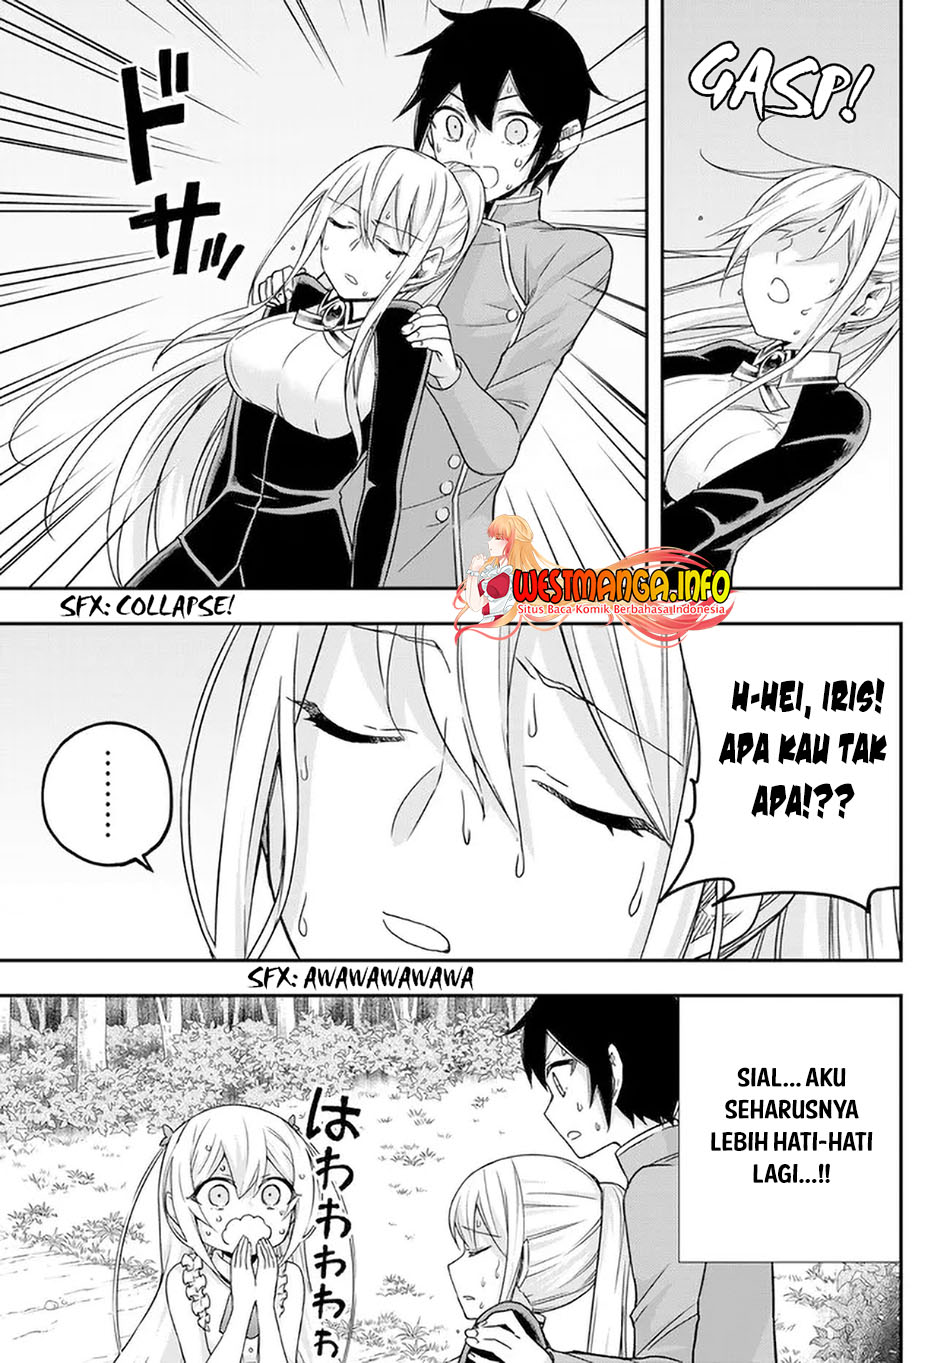 GASP!
ドサッ
SFX: COLLAPSE!
WESTMANGA.INFO
Situs Baca Komik Berbahasa Indonesia
H-HEI, IRIS!
APA KAU TAK
APA!??
………
SFX: AWAWAWAWAWA
SIAL... AKU
SEHARUSNYA
LEBIH HATI-HATI
LAGI...!!
はわわわわゎ